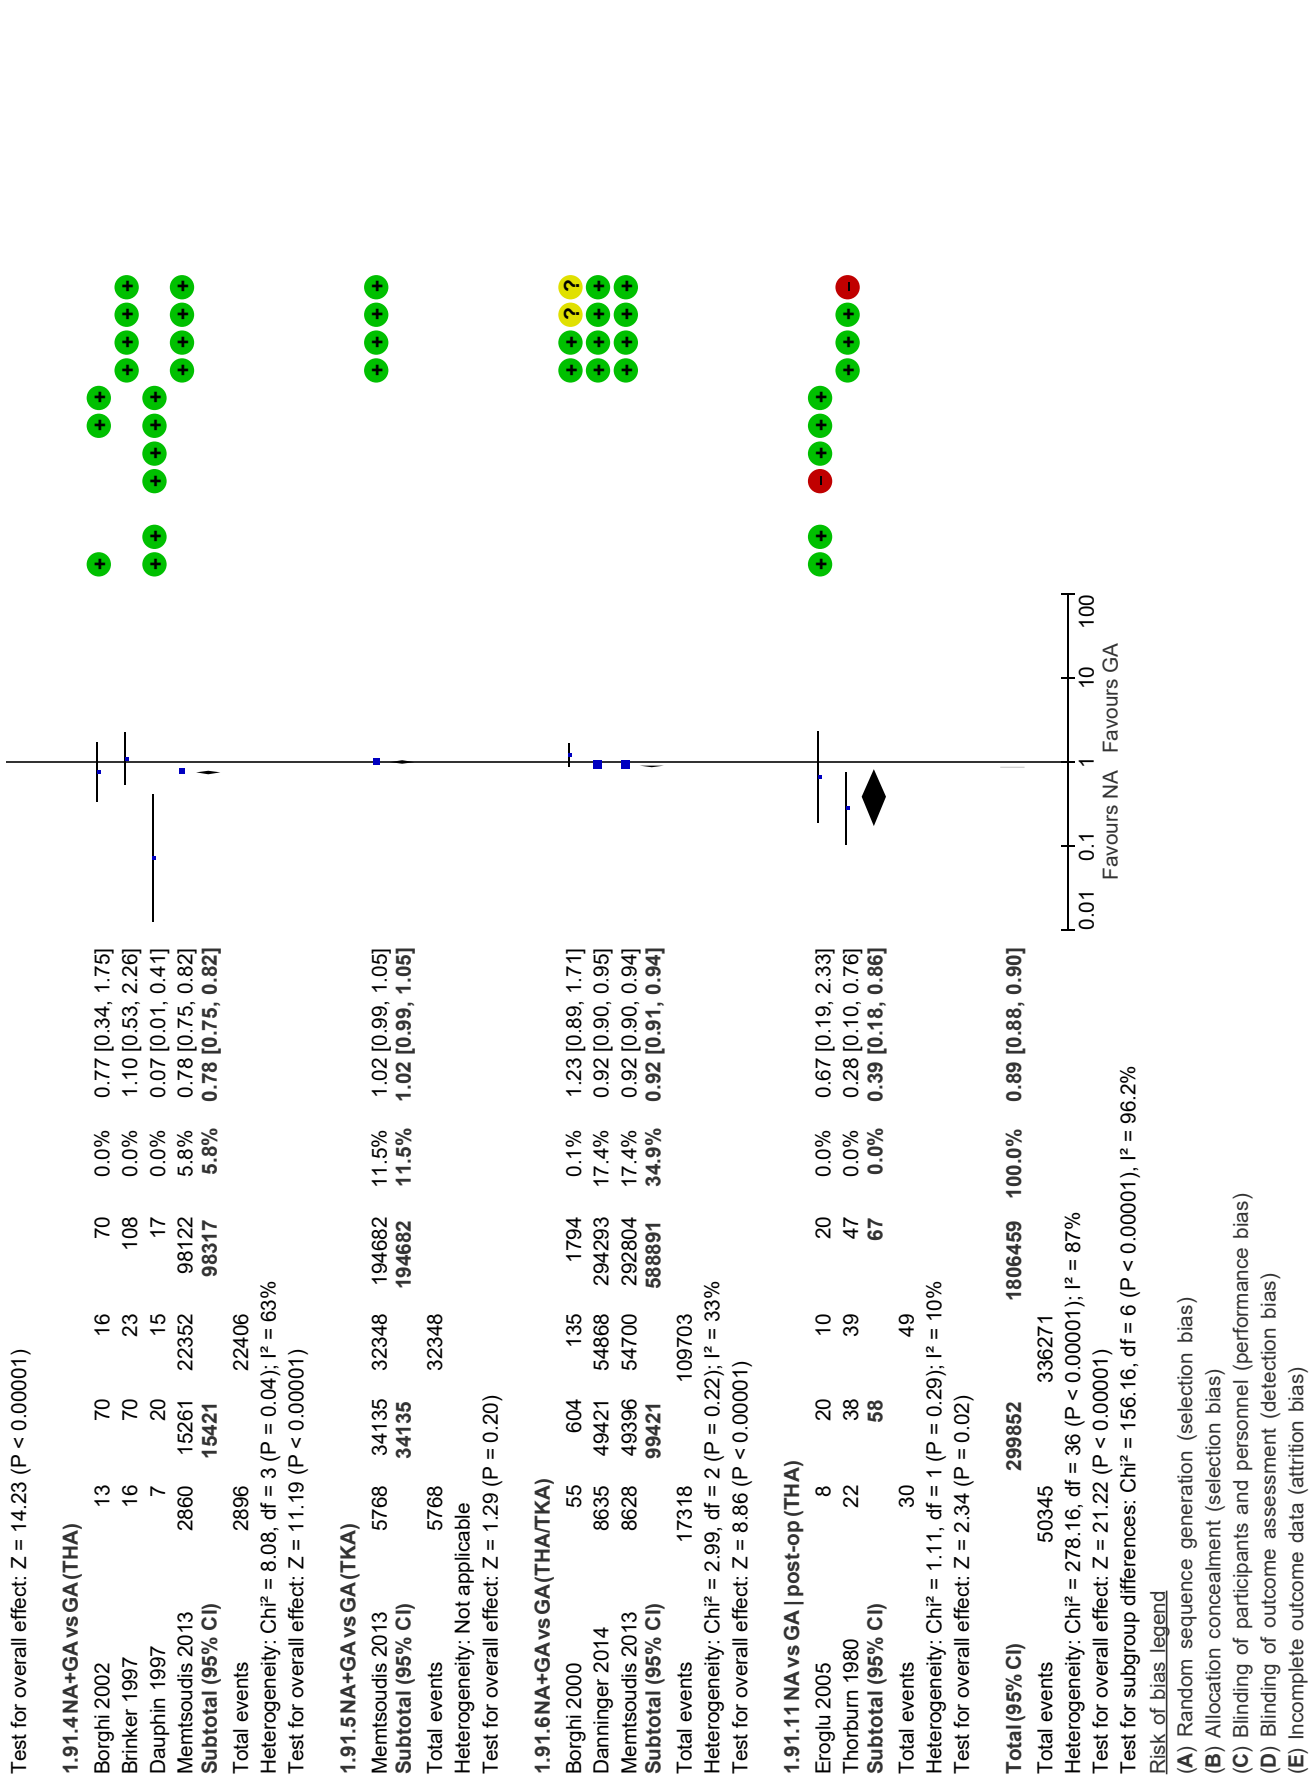 Test for overall effect: Z = 14.23 (P < 0.00001)
1.91.4 NA+GA vs GA (THA)
Borghi 2002 13 70 16 70 0.0% 0.77 [0.34, 1.75]
Brinker 1997 16 70 23 108 0.0% 1.10 [0.53, 2.26]
Dauphin 1997 7 20 15 17 0.0% 0.07 [0.01, 0.41]
Memtsoudis 2013 2860 15261 22352 98122 5.8% 0.78 [0.75, 0.82]
Subtotal (95% CI) 15421 98317 5.8% 0.78 [0.75, 0.82]
Total events 2896 22406
Heterogeneity: Chi² = 8.08, df = 3 (P = 0.04); I² = 63%
Test for overall effect: Z = 11.19 (P < 0.00001)
1.91.5 NA+GA vs GA (TKA)
Memtsoudis 2013 5768 34135 32348 194682 11.5% 1.02 [0.99, 1.05]
Subtotal (95% CI) 34135 194682 11.5% 1.02 [0.99, 1.05]
Total events 5768 32348
Heterogeneity: Not applicable
Test for overall effect: Z = 1.29 (P = 0.20)
1.91.6 NA+GA vs GA (THA/TKA)
Borghi 2000 55 604 135 1794 0.1% 1.23 [0.89, 1.71] + + ? ?
Danninger 2014 8635 49421 54868 294293 17.4% 0.92 [0.90, 0.95]
Memtsoudis 2013 8628 49396 54700 292804 17.4% 0.92 [0.90, 0.94]
Subtotal (95% CI) 99421 588891 34.9% 0.92 [0.91, 0.94]
Total events 17318 109703
Heterogeneity: Chi² = 2.99, df = 2 (P = 0.22); I² = 33%
Test for overall effect: Z = 8.86 (P < 0.00001)
1.91.11 NA vs GA | post-op (THA)
Eroglu 2005 8 20 10 20 0.0% 0.67 [0.19, 2.33]
Thorburn 1980 22 38 39 47 0.0% 0.28 [0.10, 0.76]
Subtotal (95% CI) 58 67 0.0% 0.39 [0.18, 0.86]
Total events 30 49
Heterogeneity: Chi² = 1.11, df = 1 (P = 0.29); I² = 10%
Test for overall effect: Z = 2.34 (P = 0.02)
Total (95% CI) 299852 1806459 100.0% 0.89 [0.88, 0.90]
Total events 50345 336271
Heterogeneity: Chi² = 278.16, df = 36 (P < 0.00001); I² = 87%
Test for overall effect: Z = 21.22 (P < 0.00001)
Test for subgroup differences: Chi² = 156.16, df = 6 (P < 0.00001), I² = 96.2%
0.01 0.1 1 10 100
Favours NA Favours GA
Risk of bias legend
(A) Random sequence generation (selection bias)
(B) Allocation concealment (selection bias)
(C) Blinding of participants and personnel (performance bias)
(D) Blinding of outcome assessment (detection bias)
(E) Incomplete outcome data (attrition bias)